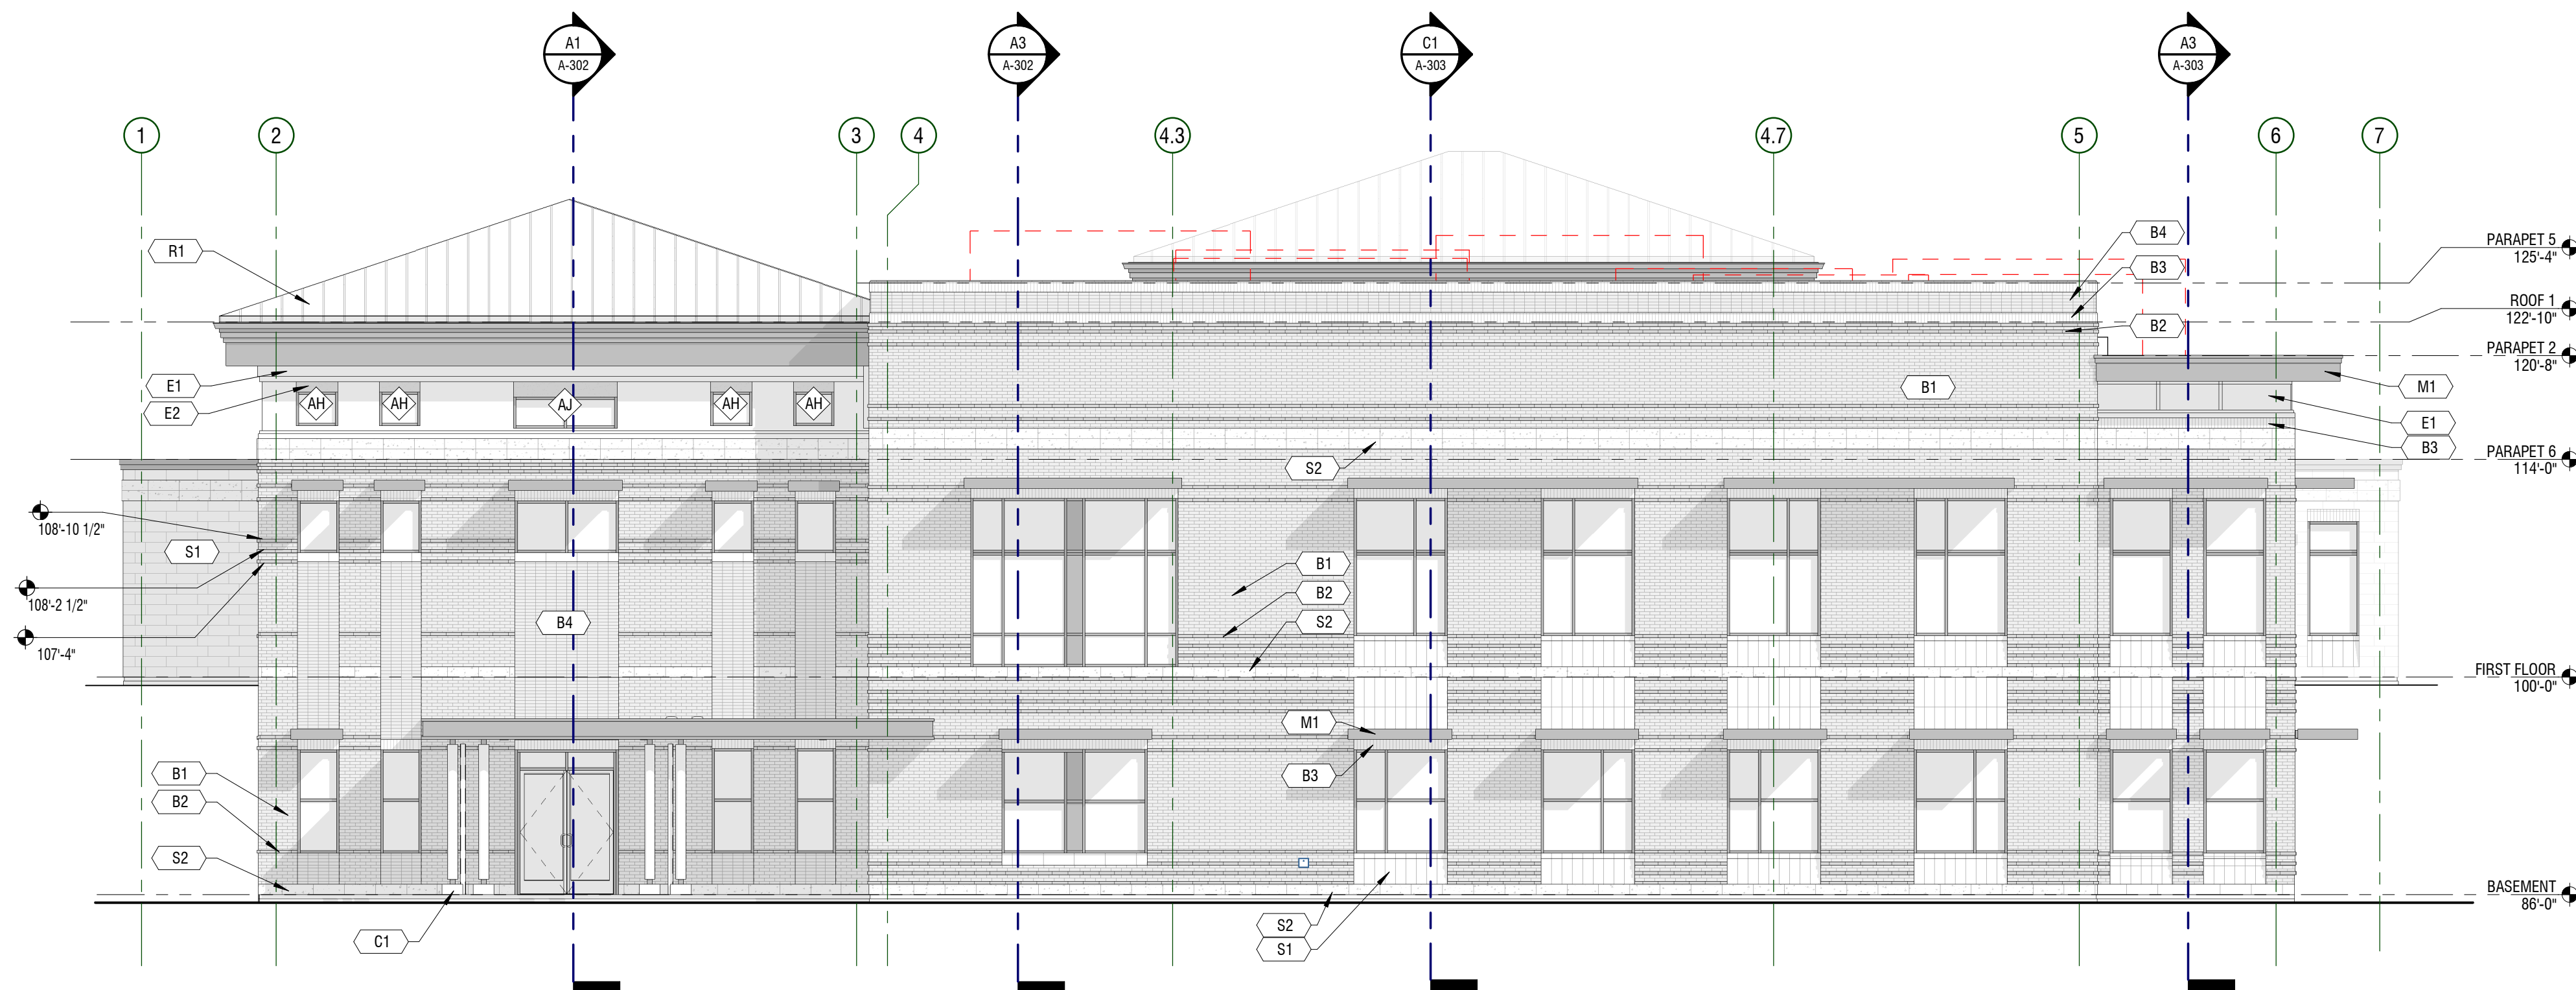 A1
A-302
A3
A-302
C1
A-303
A3
A-303
1
2
3
4
4.3
4.7
5
6
7
R1
E1
E2
AH
AH
AJ
AH
AH
108'-10 1/2"
S1
108'-2 1/2"
107'-4"
B4
B1
B2
S2
C1
S2
B1
B2
S2
M1
B3
S2
S1
B1
B4
B3
B2
M1
E1
B3
PARAPET 5
125'-4"
ROOF 1
122'-10"
PARAPET 2
120'-8"
PARAPET 6
114'-0"
FIRST FLOOR
100'-0"
BASEMENT
86'-0"